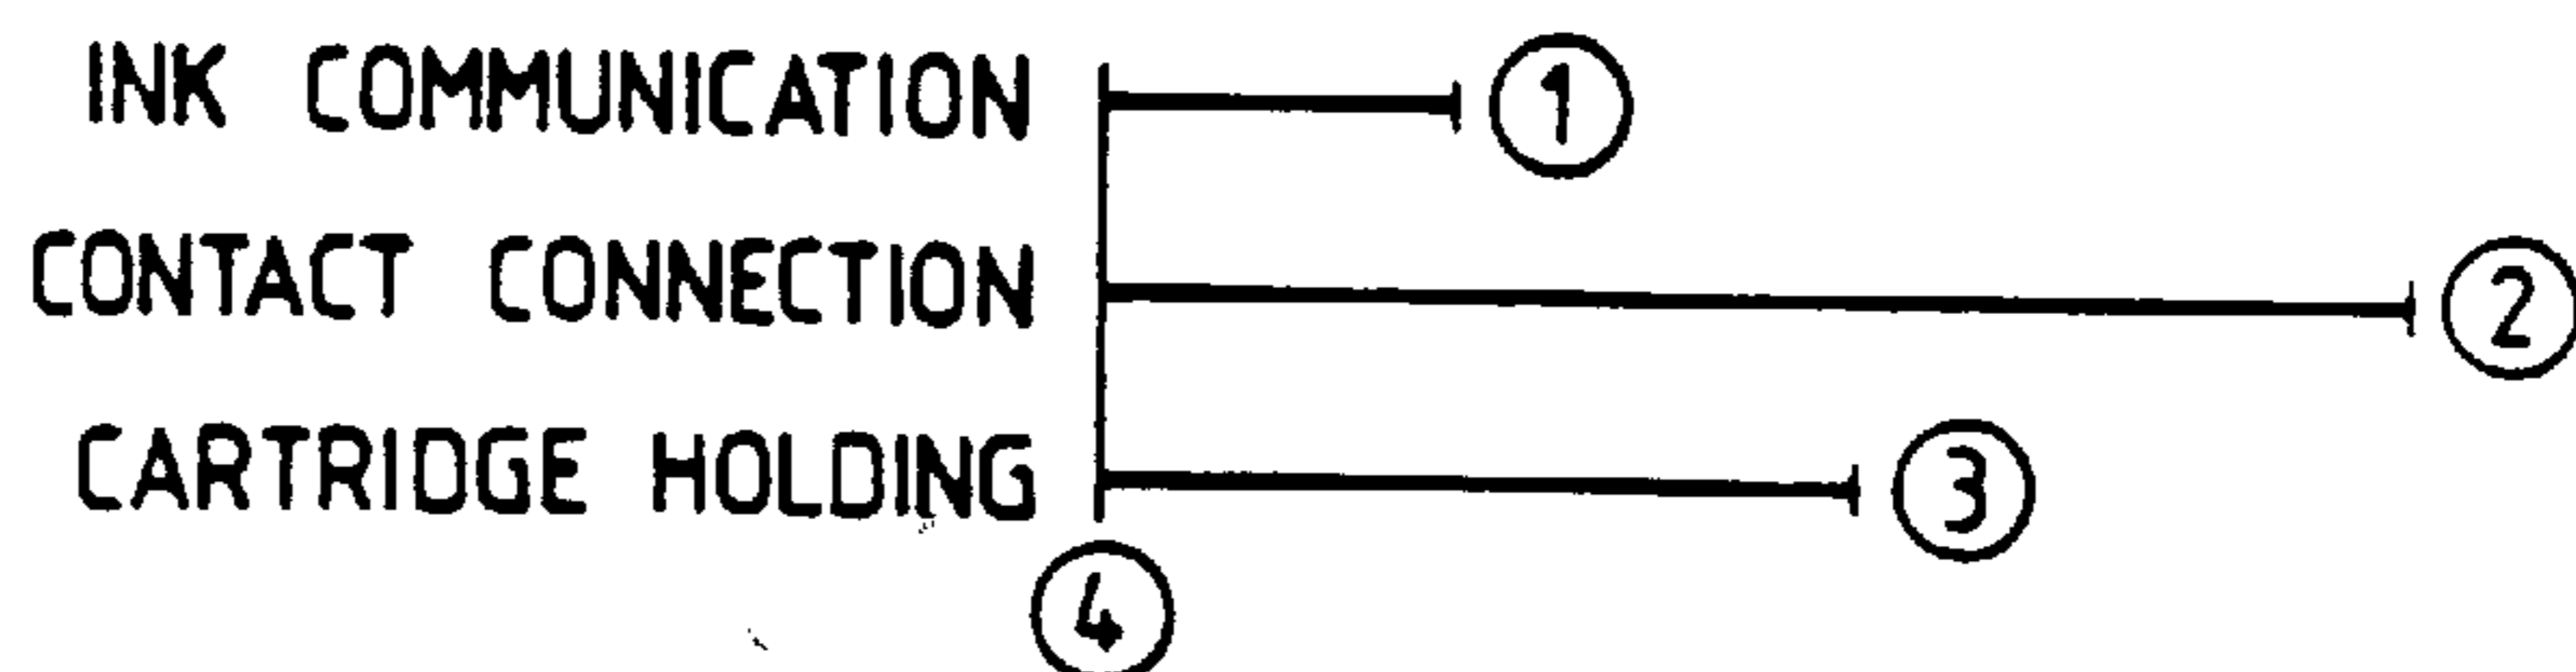 INK COMMUNICATION ①
CONTACT CONNECTION ②
CARTRIDGE HOLDING ③
④